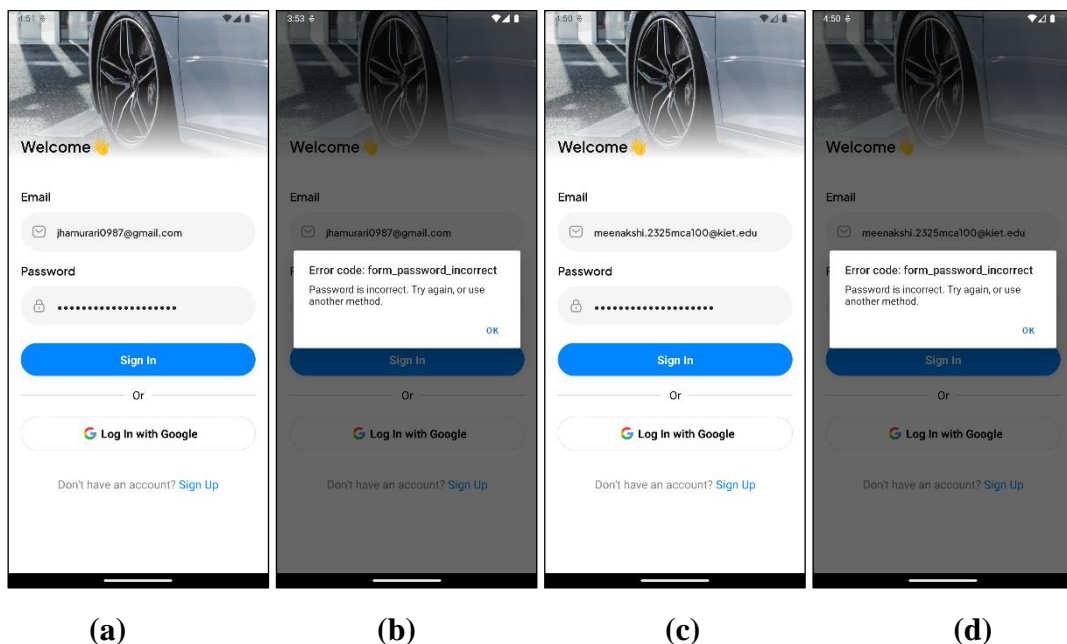 4:51
Welcome👋
Email
jhamurari0987@gmail.com
Password
••••••••••••••••••••
Sign In
Or
G Log In with Google
Don't have an account? Sign Up
(a)
3:53
Welcome👋
Email
jhamurari0987@gmail.com
P
Error code: form_password_incorrect
Password is incorrect. Try again, or use
another method.
OK
Sign In
Or
G Log In with Google
Don't have an account? Sign Up
(b)
4:50
Welcome👋
Email
meenakshi.2325mca100@kiet.edu
Password
••••••••••••••••••••
Sign In
Or
G Log In with Google
Don't have an account? Sign Up
(c)
4:50
Welcome👋
Email
meenakshi.2325mca100@kiet.edu
Error code: form_password_incorrect
Password is incorrect. Try again, or use
another method.
OK
Sign In
Or
G Log In with Google
Don't have an account? Sign Up
(d)